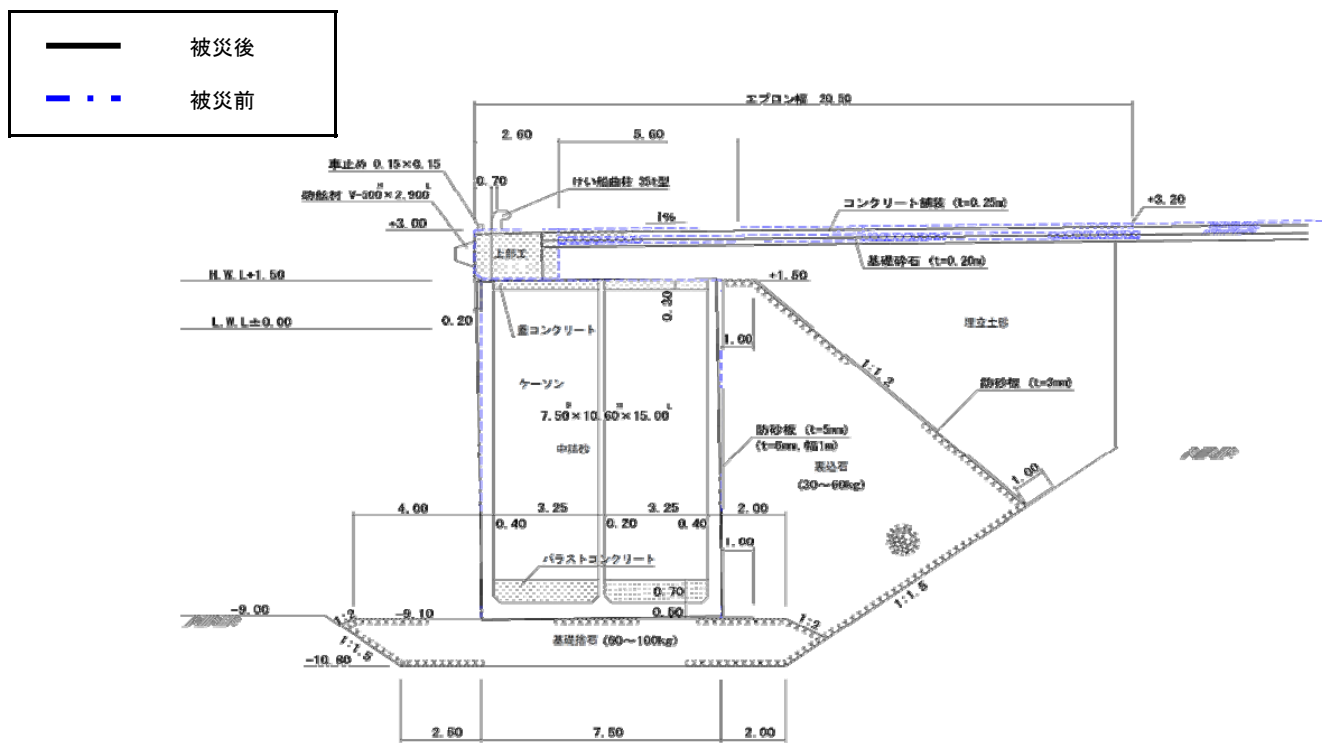 被災後
被災前
エプロン幅 20.50
2.60
5.60
車止め 0.15×0.15
0.70
けい船曲柱 35t型
H L
防舷材 V-500×2.900
コンクリート舗装 (t=0.25m)
+3.20
+3.00
1%
上部工
基礎砕石 (t=0.20m)
H.W.L+1.50
+1.50
0.30
L.W.L±0.00
0.20
蓋コンクリート
埋立土砂
1.00
1:1.2
ケーソン
防砂板 (t=3mm)
B H L
7.50×10.60×15.00
防砂板 (t=5mm)
(t=5mm,幅1m)
中詰砂
裏込石
(30～60kg)
1.00
4.00
3.25
3.25
2.00
0.40
0.20
0.40
1.00
バラストコンクリート
0.70
0.50
1:1.5
-9.00
1:2
-9.10
1:2
基礎捨石 (60～100kg)
1:1.5
-10.60
2.50
7.50
2.00